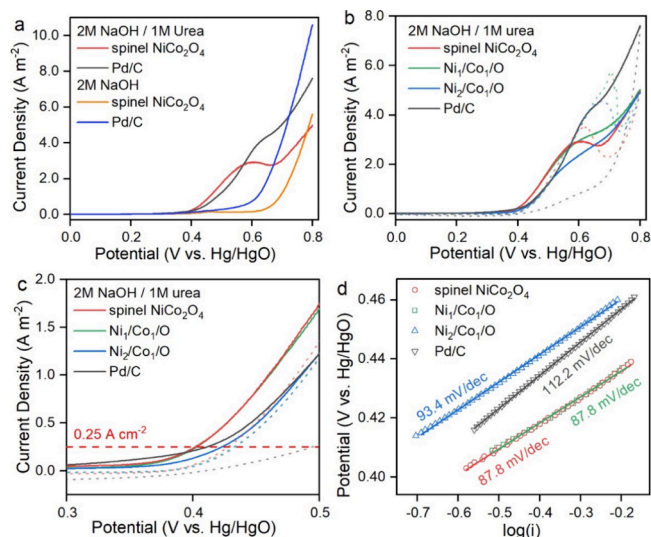 a
2M NaOH / 1M Urea
spinel NiCo₂O₄
Pd/C
2M NaOH
spinel NiCo₂O₄
Pd/C
Current Density (A m⁻²)
10.0
8.0
6.0
4.0
2.0
0.0
0.0 0.2 0.4 0.6 0.8
Potential (V vs. Hg/HgO)
b
2M NaOH / 1M Urea
spinel NiCo₂O₄
Ni₁/Co₁/O
Ni₂/Co₁/O
Pd/C
Current Density (A m⁻²)
8.0
6.0
4.0
2.0
0.0
0.0 0.2 0.4 0.6 0.8
Potential (V vs. Hg/HgO)
c
2M NaOH / 1M urea
spinel NiCo₂O₄
Ni₁/Co₁/O
Ni₂/Co₁/O
Pd/C
0.25 A cm⁻²
Current Density (A m⁻²)
2.0
1.5
1.0
0.5
0.0
0.3 0.4 0.5
Potential (V vs. Hg/HgO)
d
spinel NiCo₂O₄
Ni₁/Co₁/O
Ni₂/Co₁/O
Pd/C
93.4 mV/dec
112.2 mV/dec
87.8 mV/dec
87.8 mV/dec
Potential (V vs. Hg/HgO)
0.46
0.44
0.42
0.40
-0.7 -0.6 -0.5 -0.4 -0.3 -0.2 -0.1
log(j)